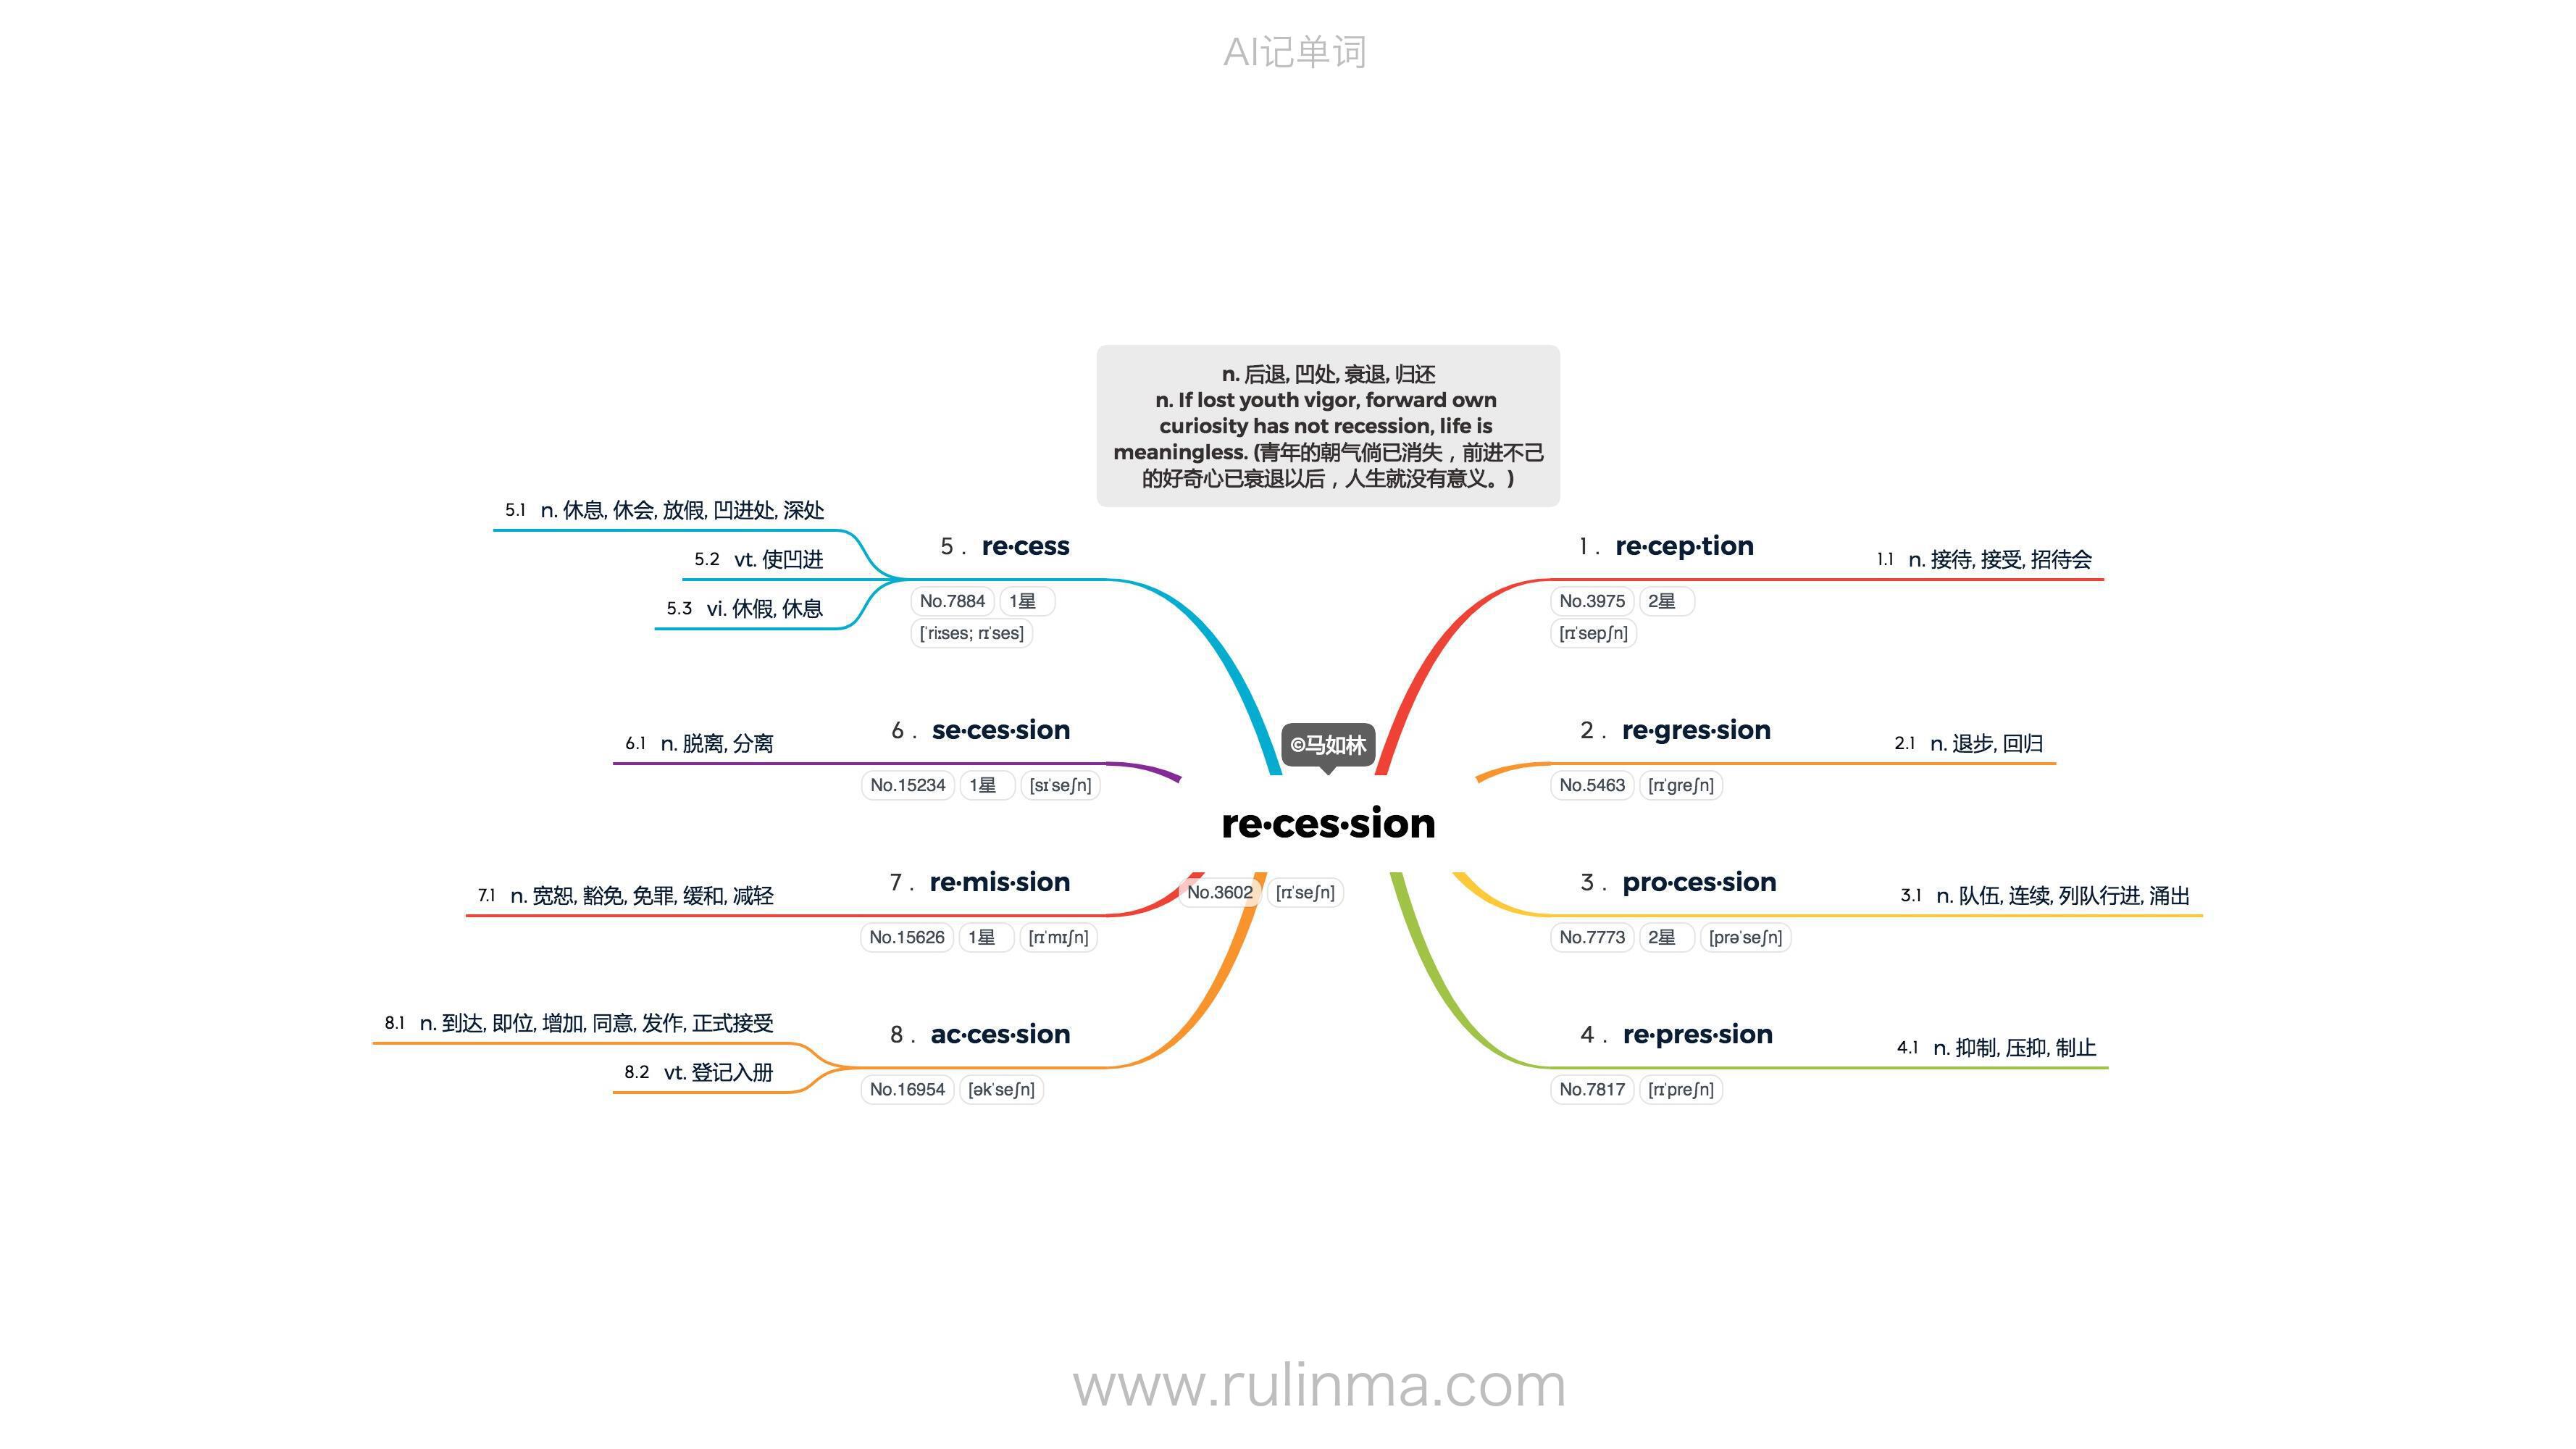 AI记单词
n. 后退, 凹处, 衰退, 归还
n. If lost youth vigor, forward own
curiosity has not recession, life is
meaningless. (青年的朝气倘已消失，前进不己
的好奇心已衰退以后，人生就没有意义。)
©马如林
re·ces·sion
No.3602 [rɪˈseʃn]
1 . re·cep·tion
No.3975 2星
[rɪˈsepʃn]
1.1 n. 接待, 接受, 招待会
2 . re·gres·sion
No.5463 [rɪˈɡreʃn]
2.1 n. 退步, 回归
3 . pro·ces·sion
No.7773 2星 [prəˈseʃn]
3.1 n. 队伍, 连续, 列队行进, 涌出
4 . re·pres·sion
No.7817 [rɪˈpreʃn]
4.1 n. 抑制, 压抑, 制止
5 . re·cess
No.7884 1星
[ˈriːses; rɪˈses]
5.1 n. 休息, 休会, 放假, 凹进处, 深处
5.2 vt. 使凹进
5.3 vi. 休假, 休息
6 . se·ces·sion
No.15234 1星 [sɪˈseʃn]
6.1 n. 脱离, 分离
7 . re·mis·sion
No.15626 1星 [rɪˈmɪʃn]
7.1 n. 宽恕, 豁免, 免罪, 缓和, 减轻
8 . ac·ces·sion
No.16954 [əkˈseʃn]
8.1 n. 到达, 即位, 增加, 同意, 发作, 正式接受
8.2 vt. 登记入册
www.rulinma.com